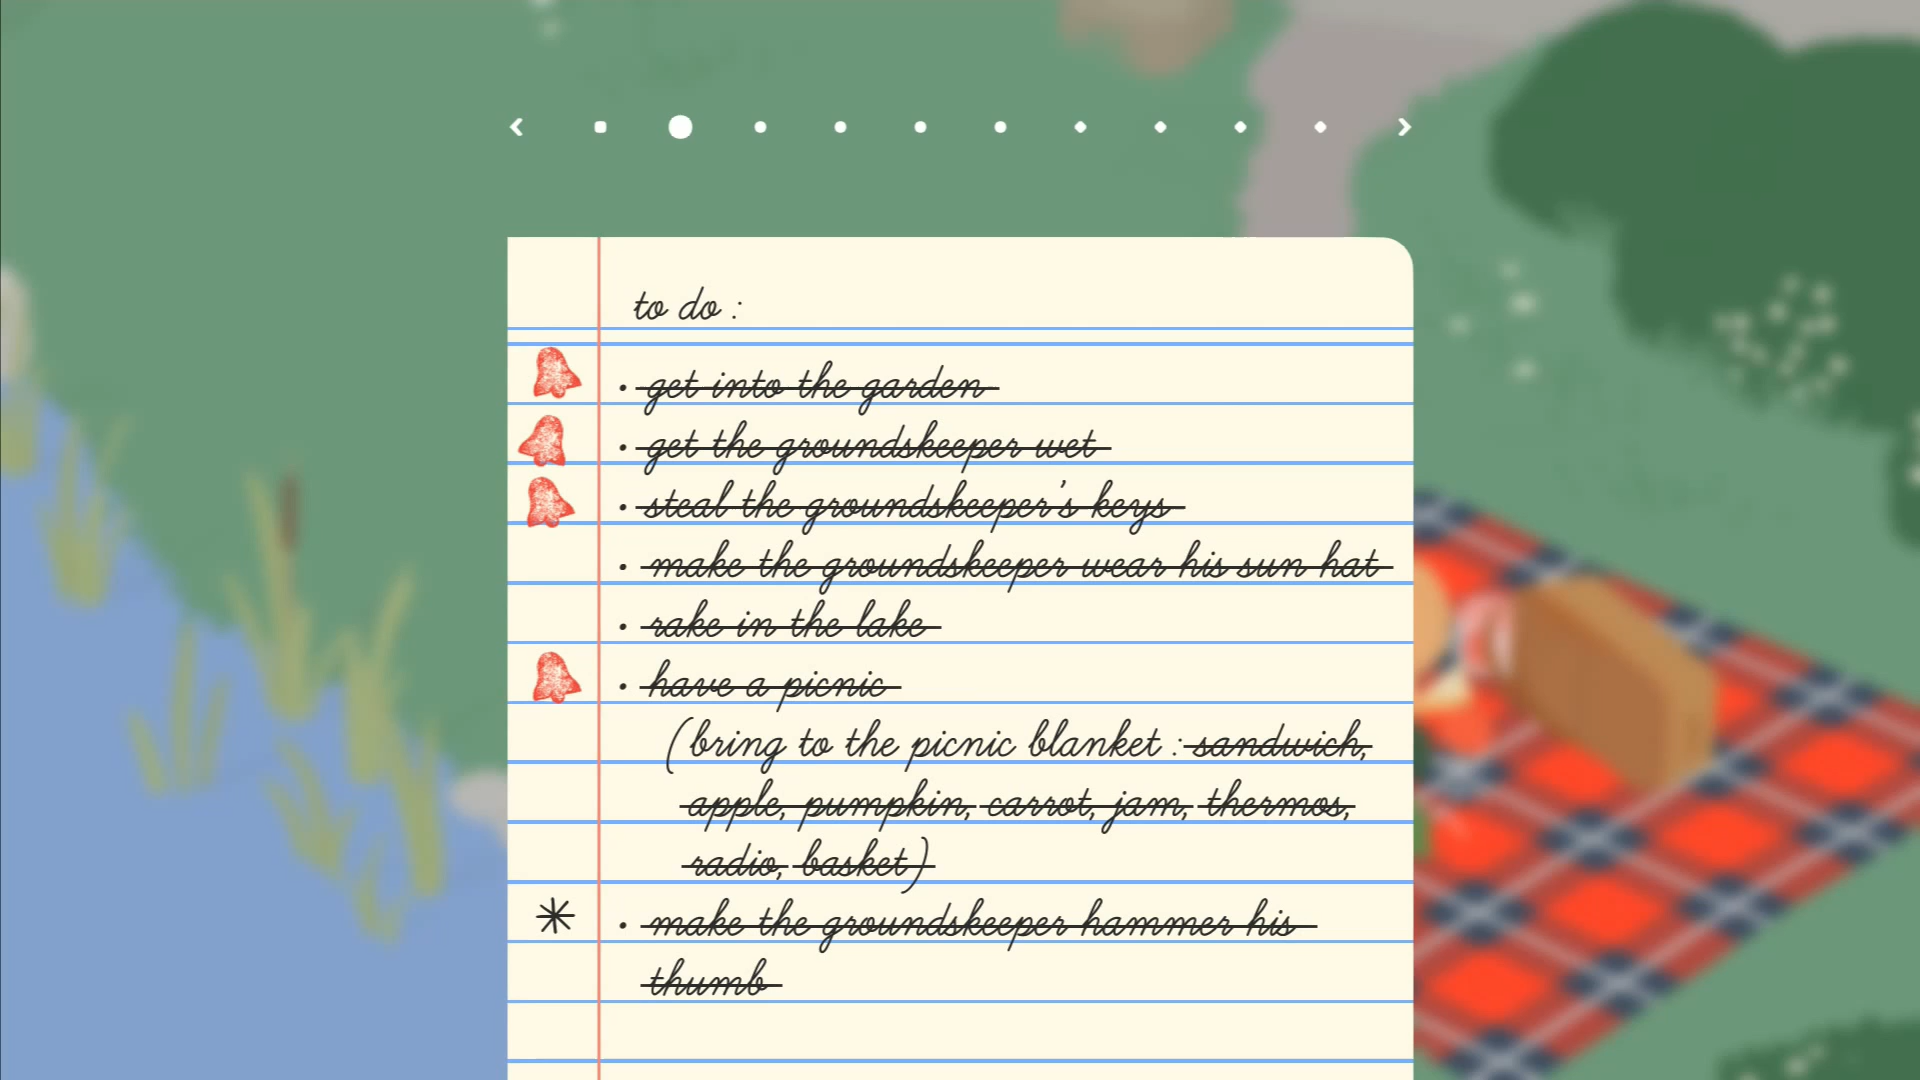 to do :
• get into the garden
• get the groundskeeper wet
• steal the groundskeeper's keys
• make the groundskeeper wear his sun hat
• rake in the lake
• have a picnic
(bring to the picnic blanket : sandwich,
apple, pumpkin, carrot, jam, thermos,
radio, basket)
• make the groundskeeper hammer his
thumb